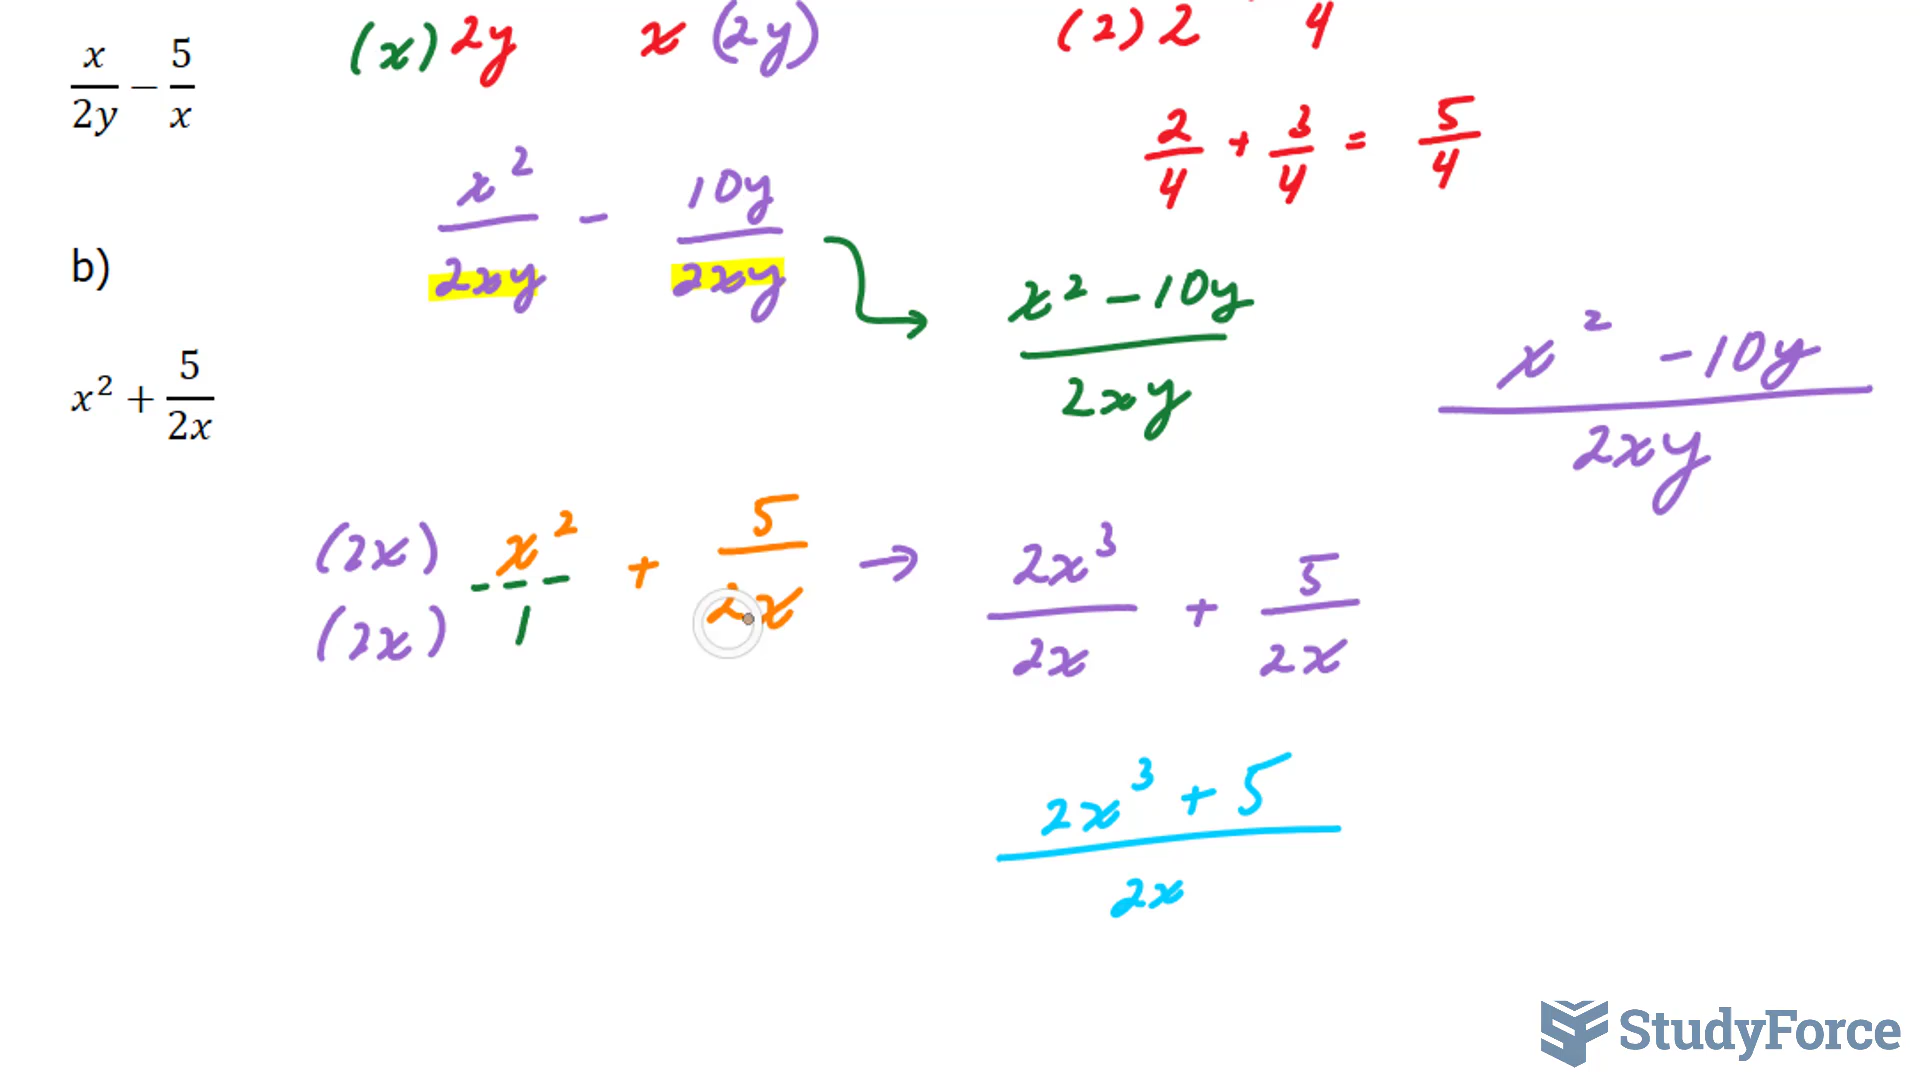 x/2y − 5/x
(x) 2y x (2y)
(2) 2 4
2/4 + 3/4 = 5/4
x² / 2xy − 10y / 2xy
b)
x² − 10y / 2xy
x² − 10y / 2xy
x² + 5/2x
(2x) x² / (2x) 1 + 5 / 2x → 2x³ / 2x + 5 / 2x
2x³ + 5 / 2x
StudyForce